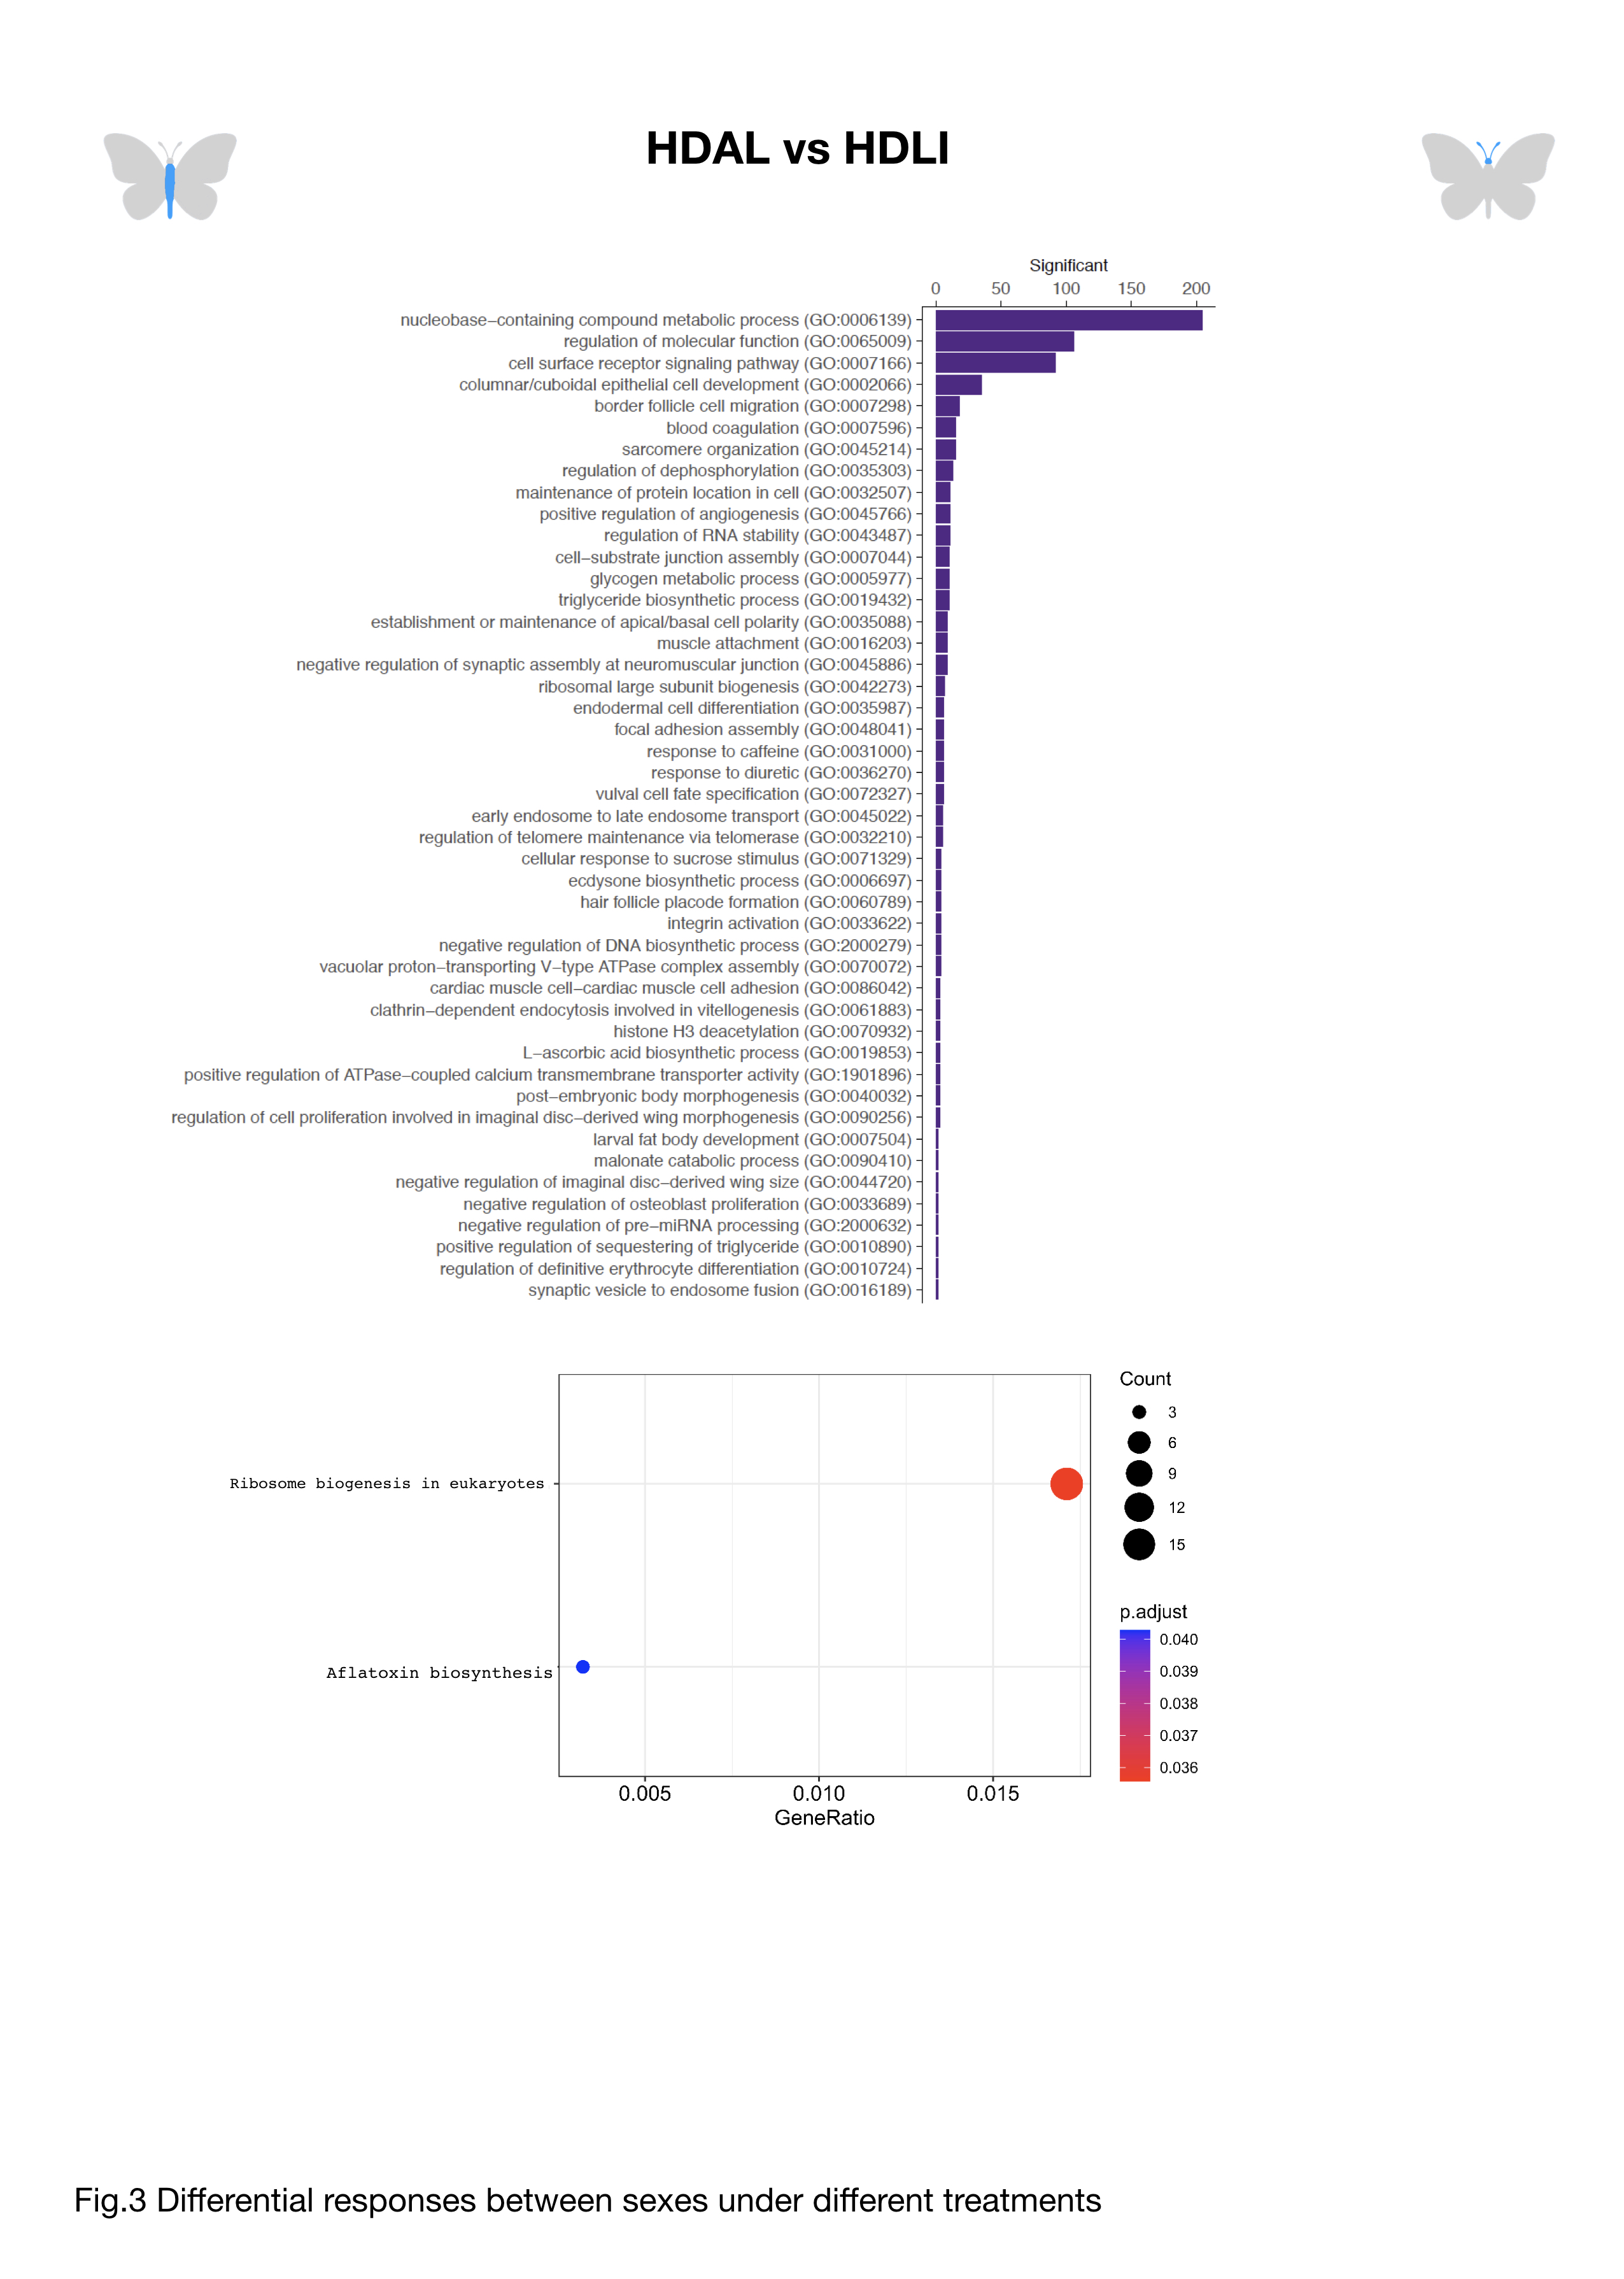 HDAL vs HDLI
Significant
0 50 100 150 200
nucleobase−containing compound metabolic process (GO:0006139)
regulation of molecular function (GO:0065009)
cell surface receptor signaling pathway (GO:0007166)
columnar/cuboidal epithelial cell development (GO:0002066)
border follicle cell migration (GO:0007298)
blood coagulation (GO:0007596)
sarcomere organization (GO:0045214)
regulation of dephosphorylation (GO:0035303)
maintenance of protein location in cell (GO:0032507)
positive regulation of angiogenesis (GO:0045766)
regulation of RNA stability (GO:0043487)
cell−substrate junction assembly (GO:0007044)
glycogen metabolic process (GO:0005977)
triglyceride biosynthetic process (GO:0019432)
establishment or maintenance of apical/basal cell polarity (GO:0035088)
muscle attachment (GO:0016203)
negative regulation of synaptic assembly at neuromuscular junction (GO:0045886)
ribosomal large subunit biogenesis (GO:0042273)
endodermal cell differentiation (GO:0035987)
focal adhesion assembly (GO:0048041)
response to caffeine (GO:0031000)
response to diuretic (GO:0036270)
vulval cell fate specification (GO:0072327)
early endosome to late endosome transport (GO:0045022)
regulation of telomere maintenance via telomerase (GO:0032210)
cellular response to sucrose stimulus (GO:0071329)
ecdysone biosynthetic process (GO:0006697)
hair follicle placode formation (GO:0060789)
integrin activation (GO:0033622)
negative regulation of DNA biosynthetic process (GO:2000279)
vacuolar proton−transporting V−type ATPase complex assembly (GO:0070072)
cardiac muscle cell−cardiac muscle cell adhesion (GO:0086042)
clathrin−dependent endocytosis involved in vitellogenesis (GO:0061883)
histone H3 deacetylation (GO:0070932)
L−ascorbic acid biosynthetic process (GO:0019853)
positive regulation of ATPase−coupled calcium transmembrane transporter activity (GO:1901896)
post−embryonic body morphogenesis (GO:0040032)
regulation of cell proliferation involved in imaginal disc−derived wing morphogenesis (GO:0090256)
larval fat body development (GO:0007504)
malonate catabolic process (GO:0090410)
negative regulation of imaginal disc−derived wing size (GO:0044720)
negative regulation of osteoblast proliferation (GO:0033689)
negative regulation of pre−miRNA processing (GO:2000632)
positive regulation of sequestering of triglyceride (GO:0010890)
regulation of definitive erythrocyte differentiation (GO:0010724)
synaptic vesicle to endosome fusion (GO:0016189)
Ribosome biogenesis in eukaryotes
Aflatoxin biosynthesis
0.005 0.010 0.015
GeneRatio
Count
3
6
9
12
15
p.adjust
0.040
0.039
0.038
0.037
0.036
Fig.3 Differential responses between sexes under different treatments